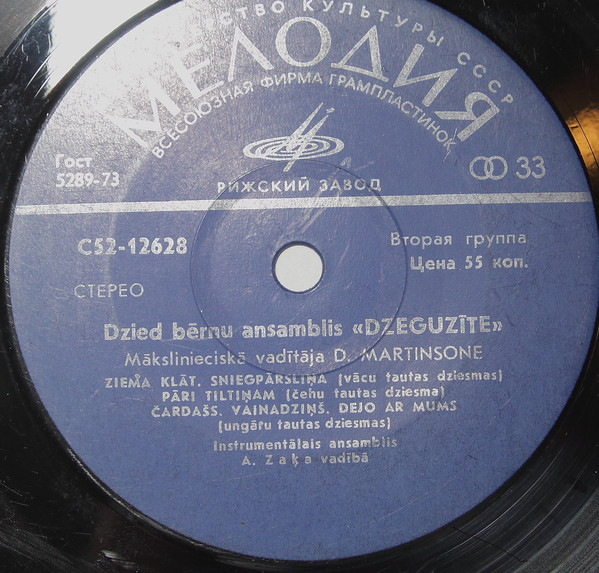 СТВО КУЛЬТУРЫ СССР
МЕЛОДИЯ
ВСЕСОЮЗНАЯ ФИРМА ГРАМПЛАСТИНОК
Гост
5289-73
РИЖСКИЙ ЗАВОД
33
С52-12628
Вторая группа
Цена 55 коп.
СТЕРЕО
Dzied bērnu ansamblis «DZEGUZĪTE»
Mākslinieciskā vadītāja D. MARTINSONE
ZIEMA KLĀT. SNIEGPĀRSLIŅA (vācu tautas dziesmas)
PĀRI TILTIŅAM (čehu tautas dziesma)
ČARDAŠS. VAINADZIŅŠ. DEJO AR MUMS
(ungāru tautas dziesmas)
Instrumentālais ansamblis
A. Zaķa vadībā